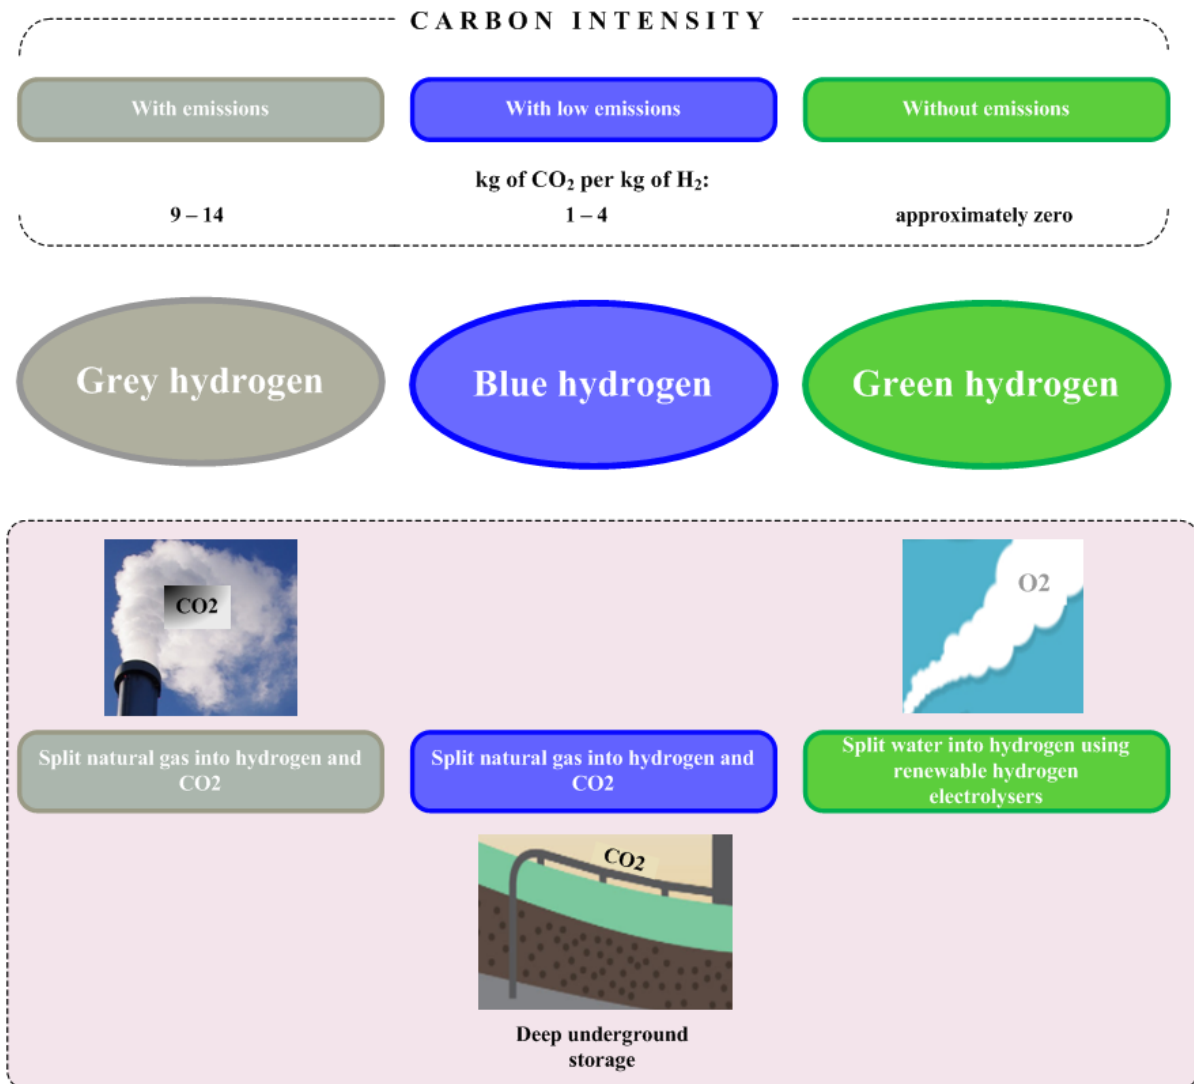 CARBON INTENSITY
With emissions
With low emissions
Without emissions
kg of CO₂ per kg of H₂:
9 – 14
1 – 4
approximately zero
Grey hydrogen
Blue hydrogen
Green hydrogen
CO2
O2
Split natural gas into hydrogen and
CO2
Split natural gas into hydrogen and
CO2
Split water into hydrogen using
renewable hydrogen
electrolysers
CO2
Deep underground
storage